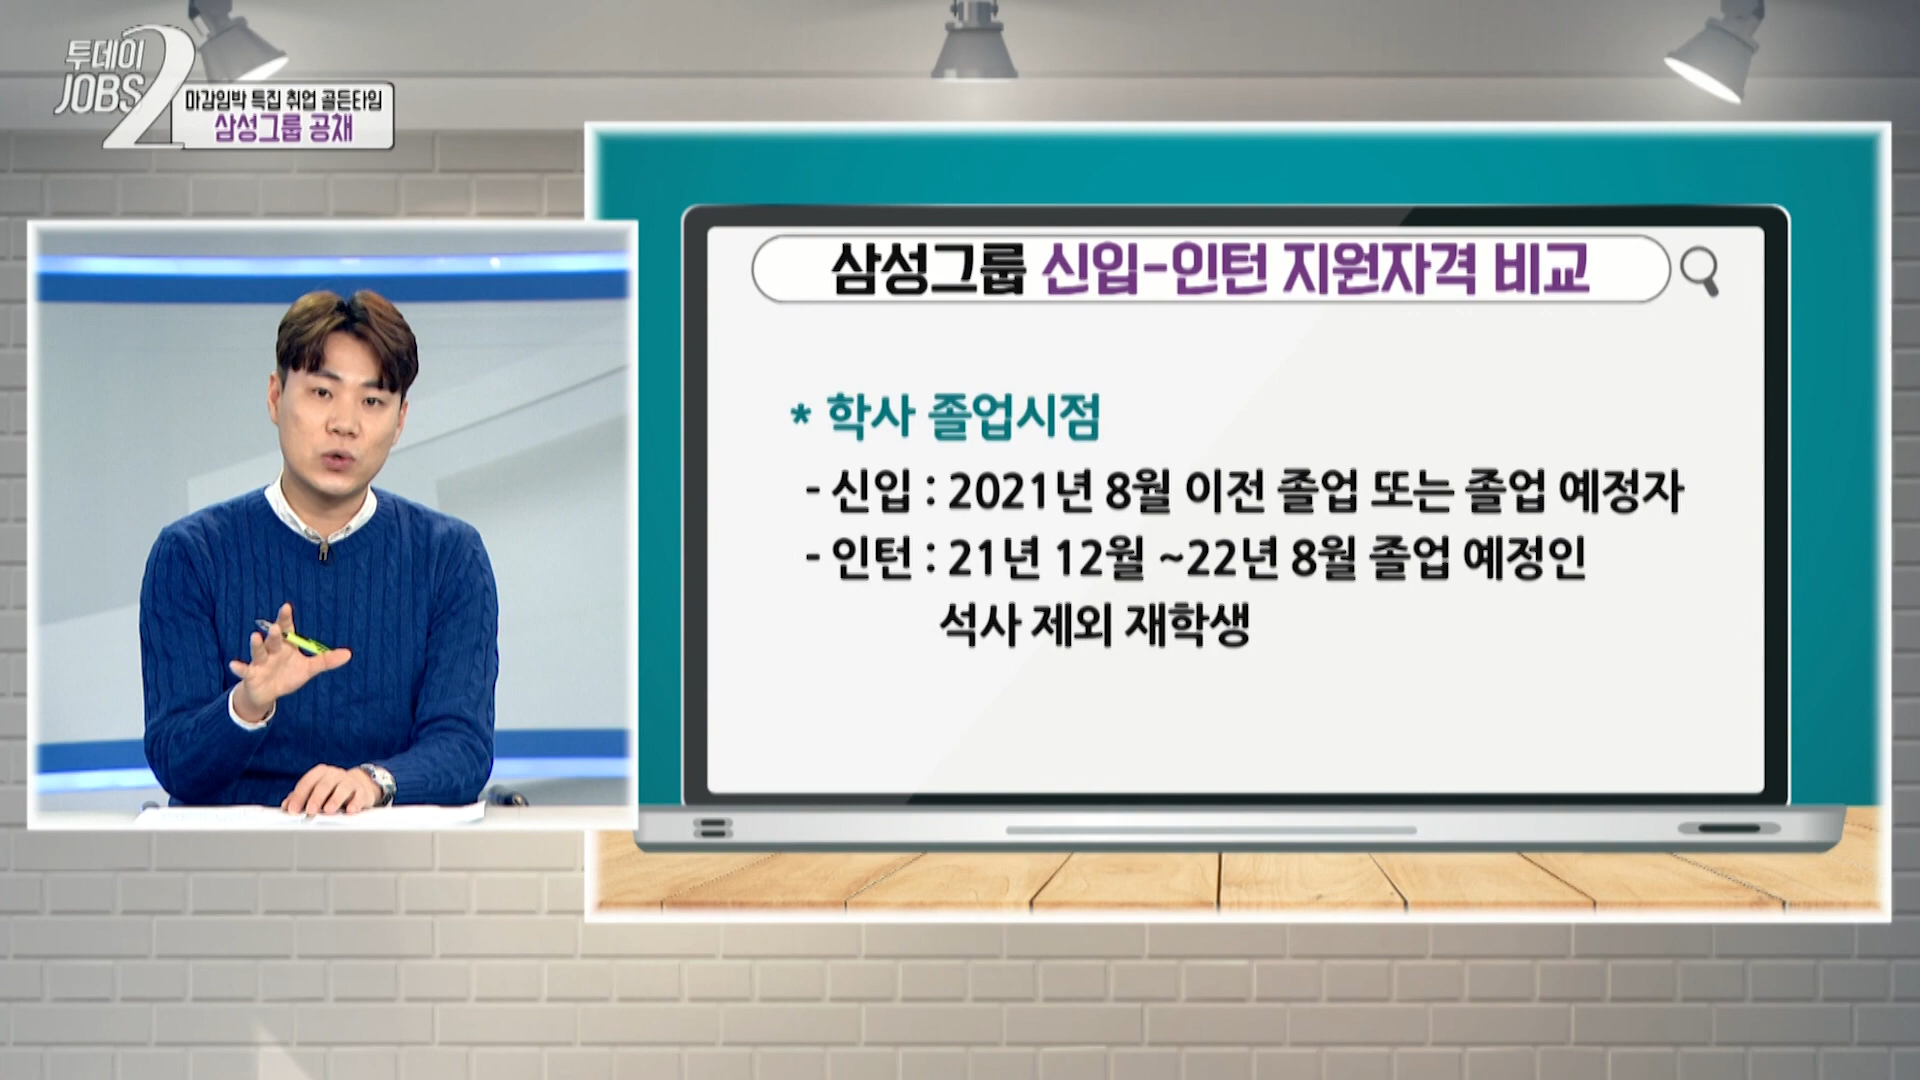 투데이
JOBS 2
마감임박 특집 취업 골든타임
삼성그룹 공채
삼성그룹 신입-인턴 지원자격 비교
* 학사 졸업시점
- 신입 : 2021년 8월 이전 졸업 또는 졸업 예정자
- 인턴 : 21년 12월 ~22년 8월 졸업 예정인
석사 제외 재학생